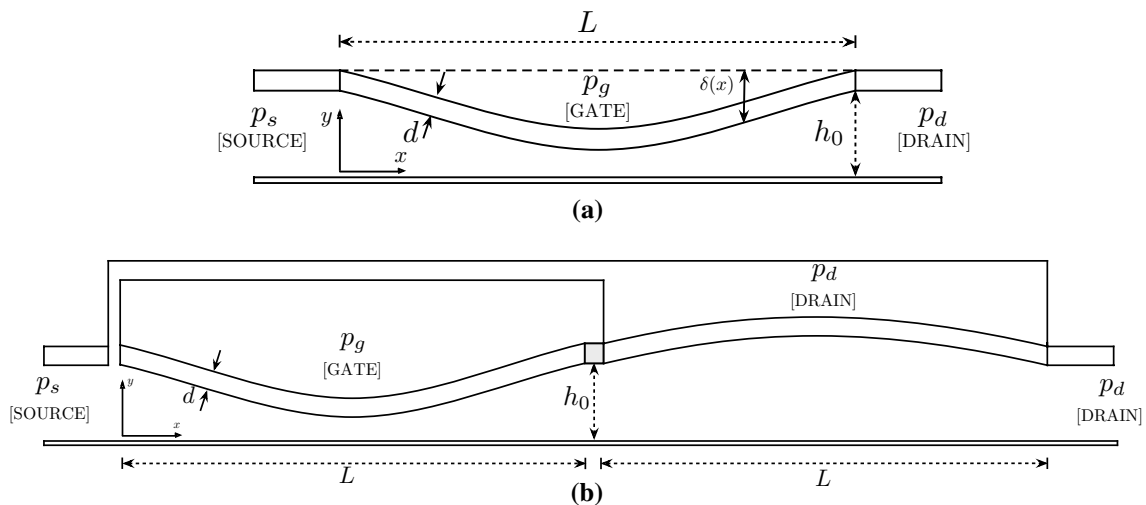 L
p_g
[GATE]
δ(x)
p_s
[SOURCE]
y
d
x
h_0
p_d
[DRAIN]
(a)
p_d
[DRAIN]
p_g
[GATE]
p_s
[SOURCE]
y
d
x
h_0
p_d
[DRAIN]
L
L
(b)